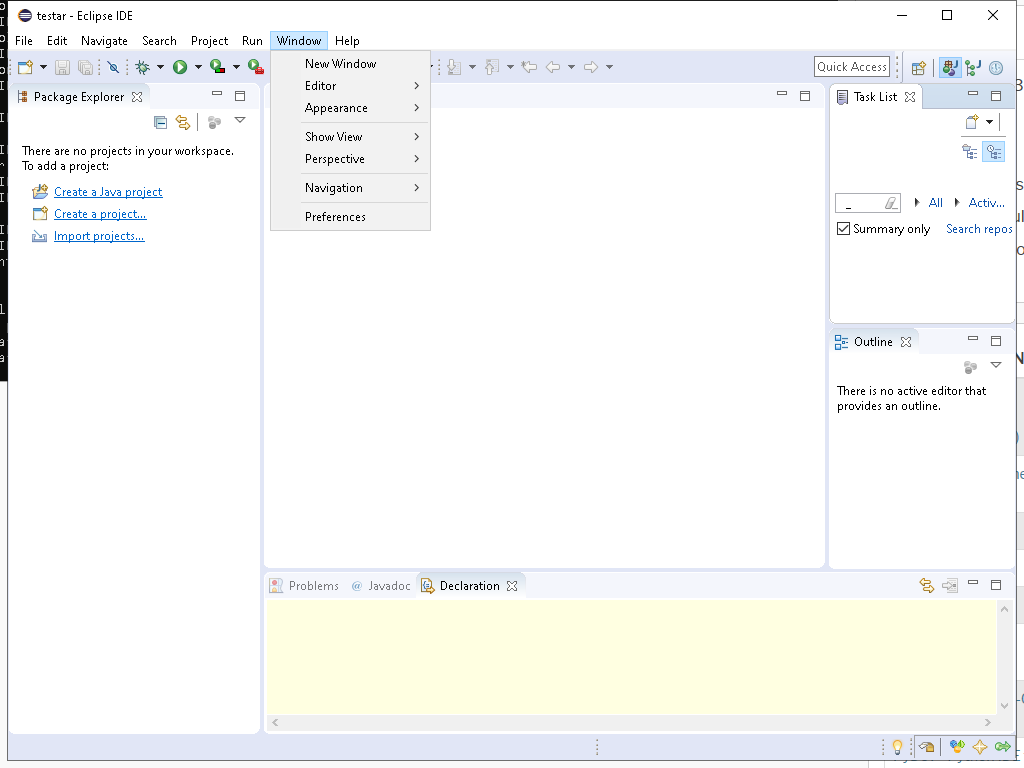 testar - Eclipse IDE
File Edit Navigate Search Project Run Window Help
Quick Access
New Window
Editor
Appearance
Show View
Perspective
Navigation
Preferences
Package Explorer
There are no projects in your workspace.
To add a project:
Create a Java project
Create a project...
Import projects...
Task List
All Activ...
Summary only Search repos
Outline
There is no active editor that
provides an outline.
Problems @ Javadoc Declaration